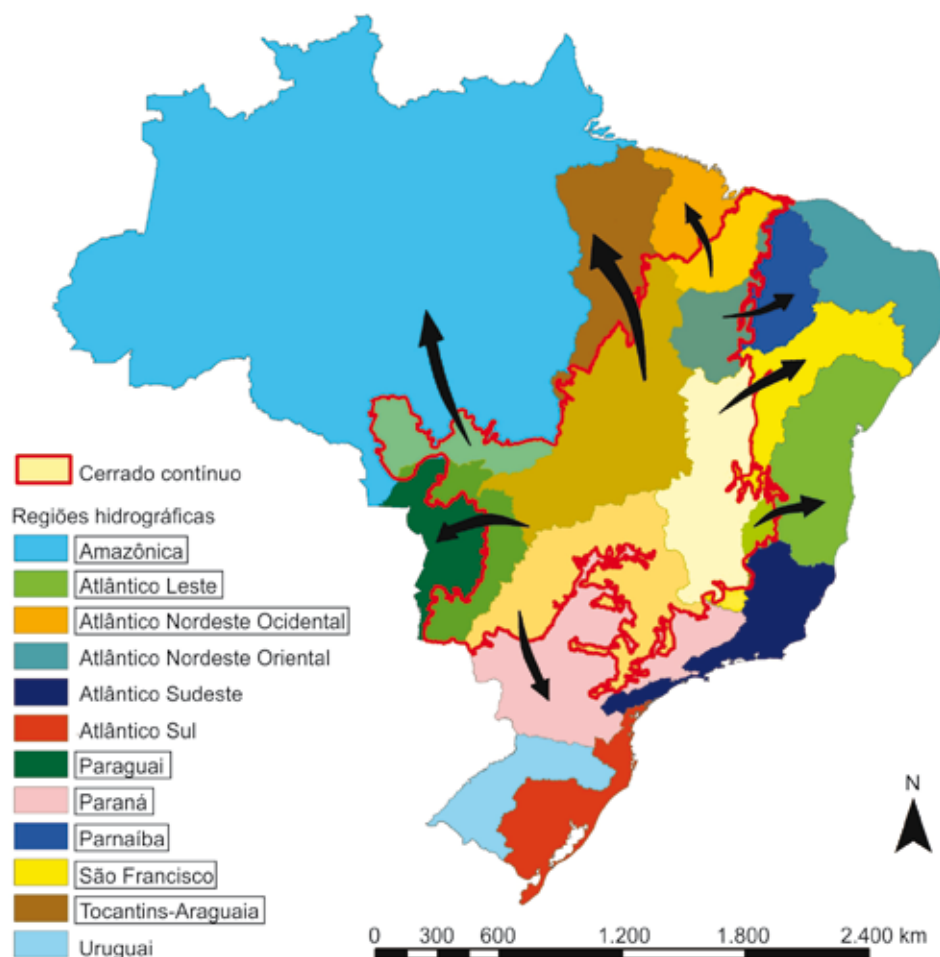 Cerrado contínuo
Regiões hidrográficas
Amazônica
Atlântico Leste
Atlântico Nordeste Ocidental
Atlântico Nordeste Oriental
Atlântico Sudeste
Atlântico Sul
Paraguai
Paraná
Parnaíba
São Francisco
Tocantins-Araguaia
Uruguai
N
0 300 600 1.200 1.800 2.400 km